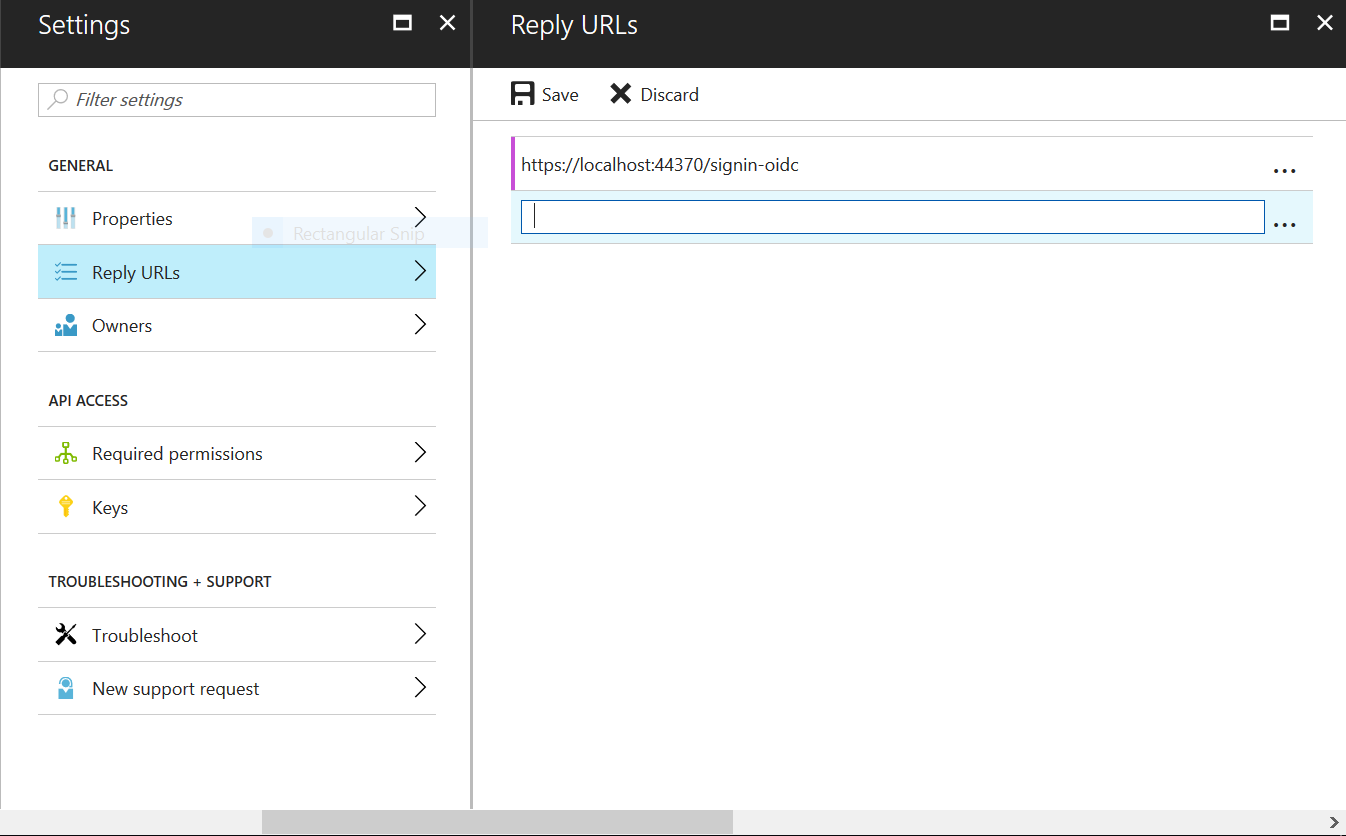 Settings
Filter settings
GENERAL
Properties
Rectangular Snip
Reply URLs
Owners
API ACCESS
Required permissions
Keys
TROUBLESHOOTING + SUPPORT
Troubleshoot
New support request
Reply URLs
Save
Discard
https://localhost:44370/signin-oidc
...
...